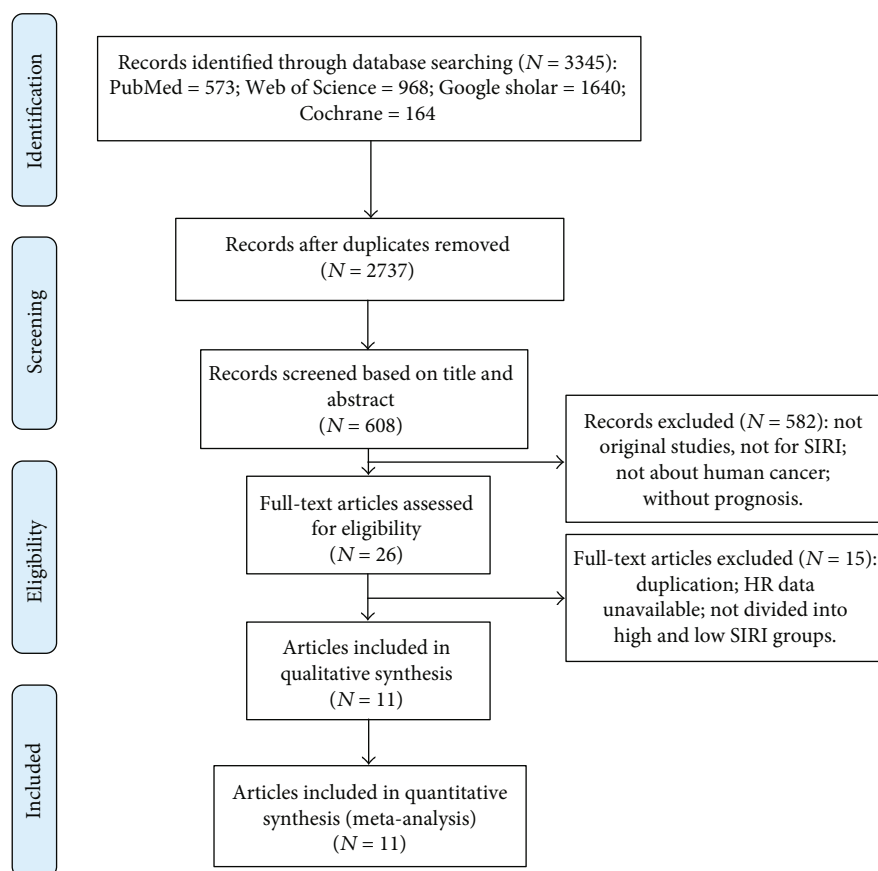 Identification
Records identified through database searching (N = 3345):
PubMed = 573; Web of Science = 968; Google sholar = 1640;
Cochrane = 164
Screening
Records after duplicates removed
(N = 2737)
Records screened based on title and
abstract
(N = 608)
Records excluded (N = 582): not
original studies, not for SIRI;
not about human cancer;
without prognosis.
Eligibility
Full-text articles assessed
for eligibility
(N = 26)
Full-text articles excluded (N = 15):
duplication; HR data
unavailable; not divided into
high and low SIRI groups.
Articles included in
qualitative synthesis
(N = 11)
Included
Articles included in quantitative
synthesis (meta-analysis)
(N = 11)